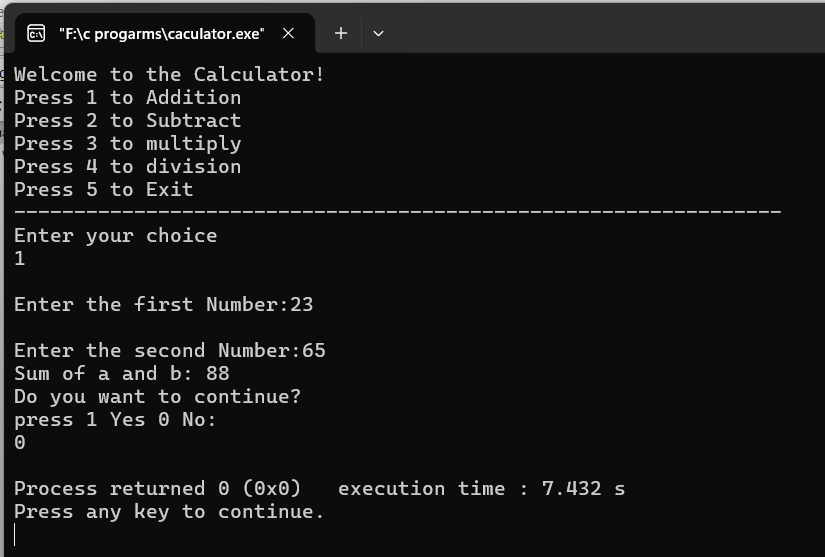 "F:\c progarms\caculator.exe"
Welcome to the Calculator!
Press 1 to Addition
Press 2 to Subtract
Press 3 to multiply
Press 4 to division
Press 5 to Exit
----------------------------------------------------------------
Enter your choice
1
Enter the first Number:23
Enter the second Number:65
Sum of a and b: 88
Do you want to continue?
press 1 Yes 0 No:
0
Process returned 0 (0x0)   execution time : 7.432 s
Press any key to continue.